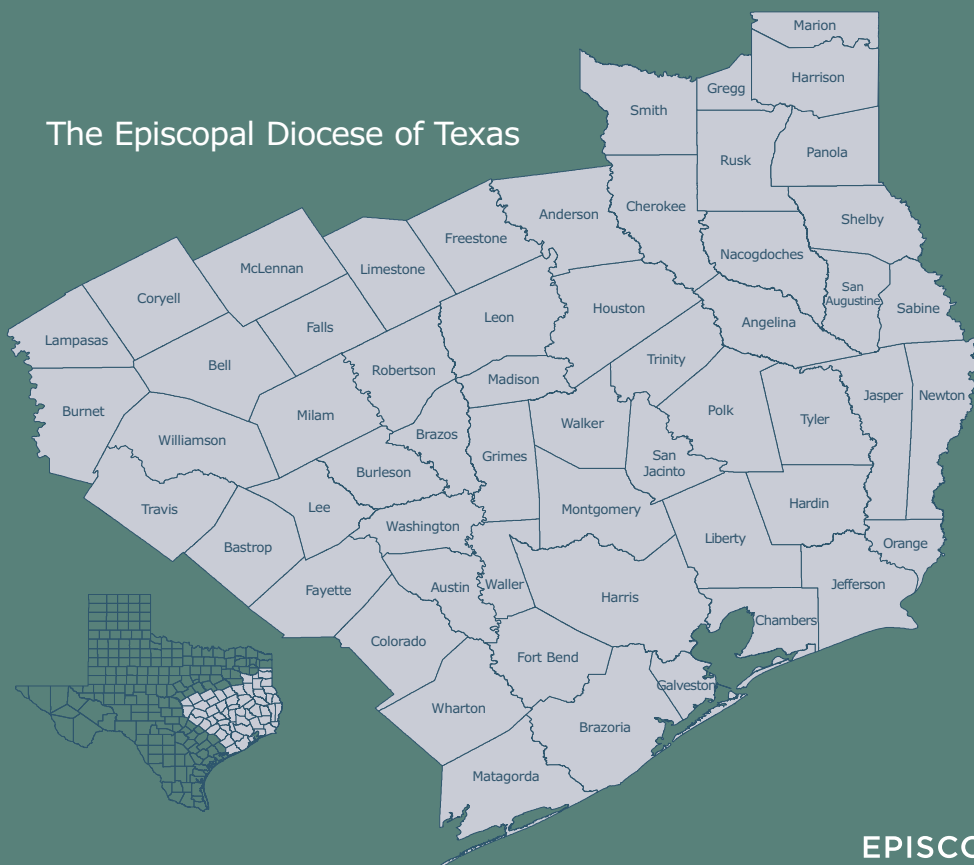 Marion
Harrison
Gregg
Smith
The Episcopal Diocese of Texas
Rusk
Panola
Cherokee
Anderson
Shelby
Freestone
Nacogdoches
McLennan
Limestone
San
Augustine
Coryell
Houston
Sabine
Leon
Angelina
Falls
Lampasas
Trinity
Bell
Robertson
Madison
Jasper
Newton
Burnet
Polk
Milam
Walker
Tyler
Brazos
Williamson
Grimes
San
Jacinto
Burleson
Hardin
Travis
Lee
Montgomery
Washington
Liberty
Bastrop
Orange
Austin
Waller
Jefferson
Fayette
Harris
Chambers
Colorado
Fort Bend
Galveston
Wharton
Brazoria
Matagorda
EPISCO